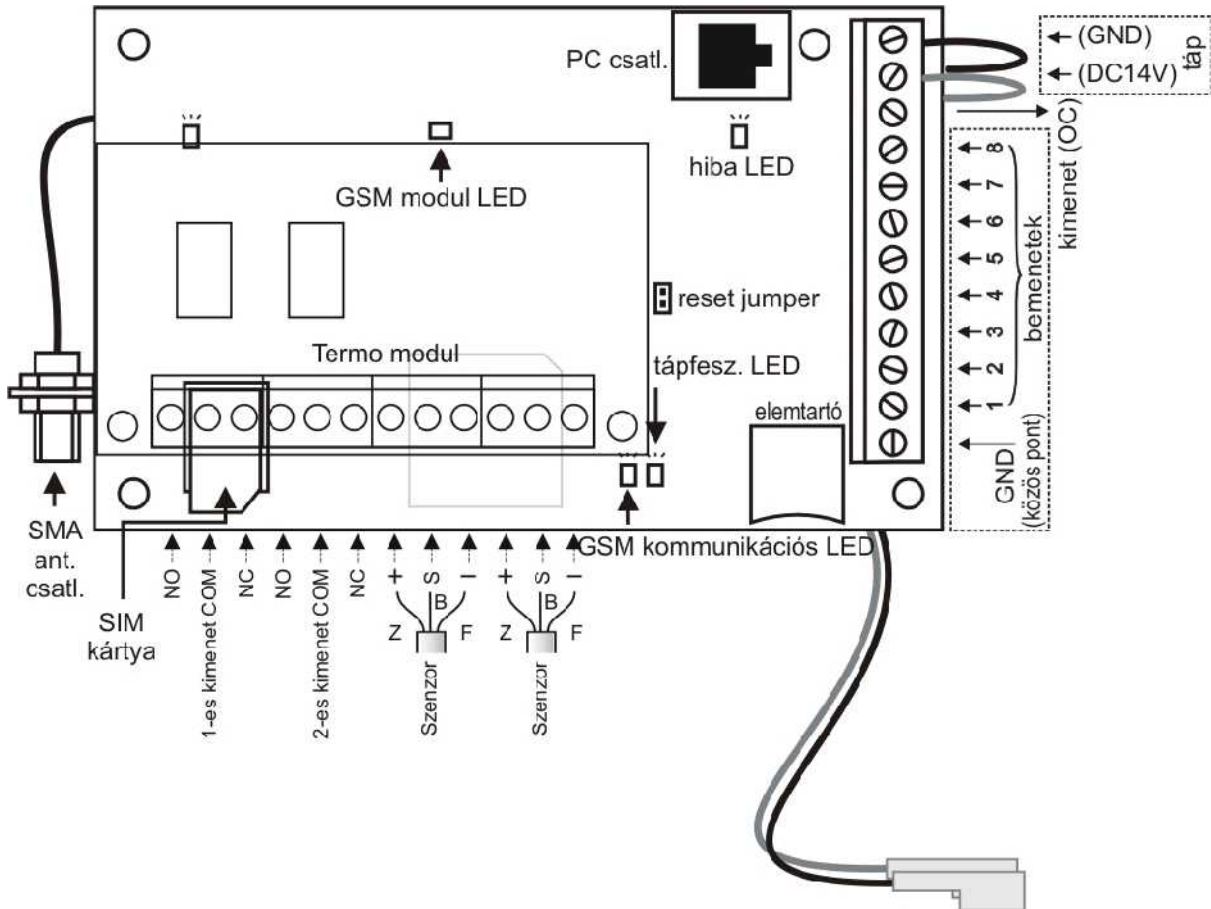 PC csatl.
(GND)
(DC14V)
táp
kimenet (OC)
hiba LED
GSM modul LED
8
7
6
5
4
3
2
1
bemenetek
reset jumper
Termo modul
tápfesz. LED
elemtartó
GND
(közös pont)
SMA
ant.
csatl.
SIM
kártya
GSM kommunikációs LED
NO
1-es kimenet COM
NC
NO
2-es kimenet COM
NC
+
S
–
+
S
–
Z
B
F
Z
B
F
Szenzor
Szenzor